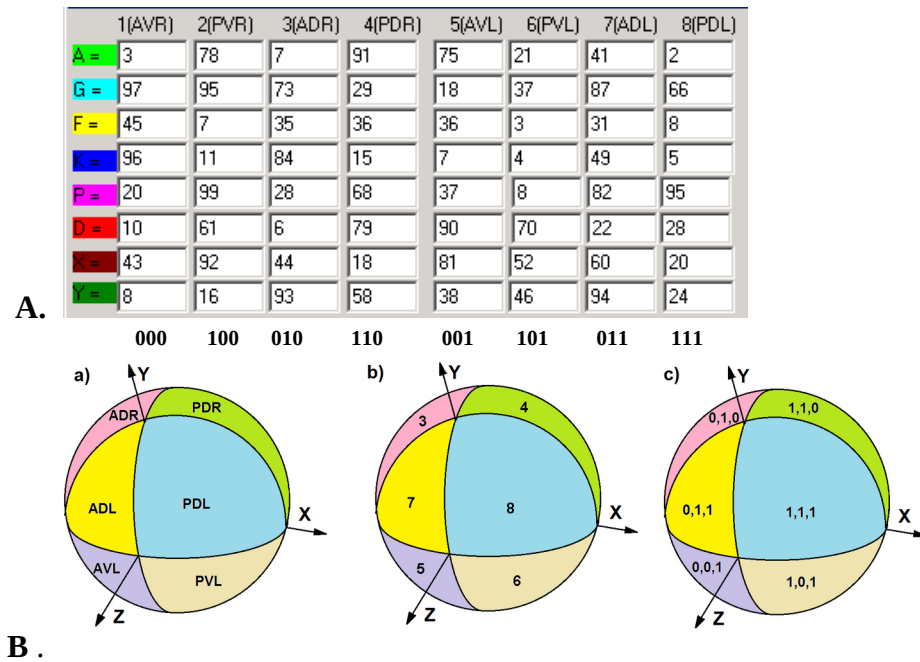 1(AVR) 2(PVR) 3(ADR) 4(PDR) 5(AVL) 6(PVL) 7(ADL) 8(PDL)
A = 3 78 7 91 75 21 41 2
G = 97 95 73 29 18 37 87 66
F = 45 7 35 36 36 3 31 8
K = 96 11 84 15 7 4 49 5
P = 20 99 28 68 37 8 82 95
D = 10 61 6 79 90 70 22 28
X = 43 92 44 18 81 52 60 20
Y = 8 16 93 58 38 46 94 24
A.
000 100 010 110 001 101 011 111
a) Y ADR PDR ADL PDL X AVL PVL Z
b) Y 3 4 7 8 X 5 6 Z
c) Y 0,1,0 1,1,0 0,1,1 1,1,1 X 0,0,1 1,0,1 Z
B .